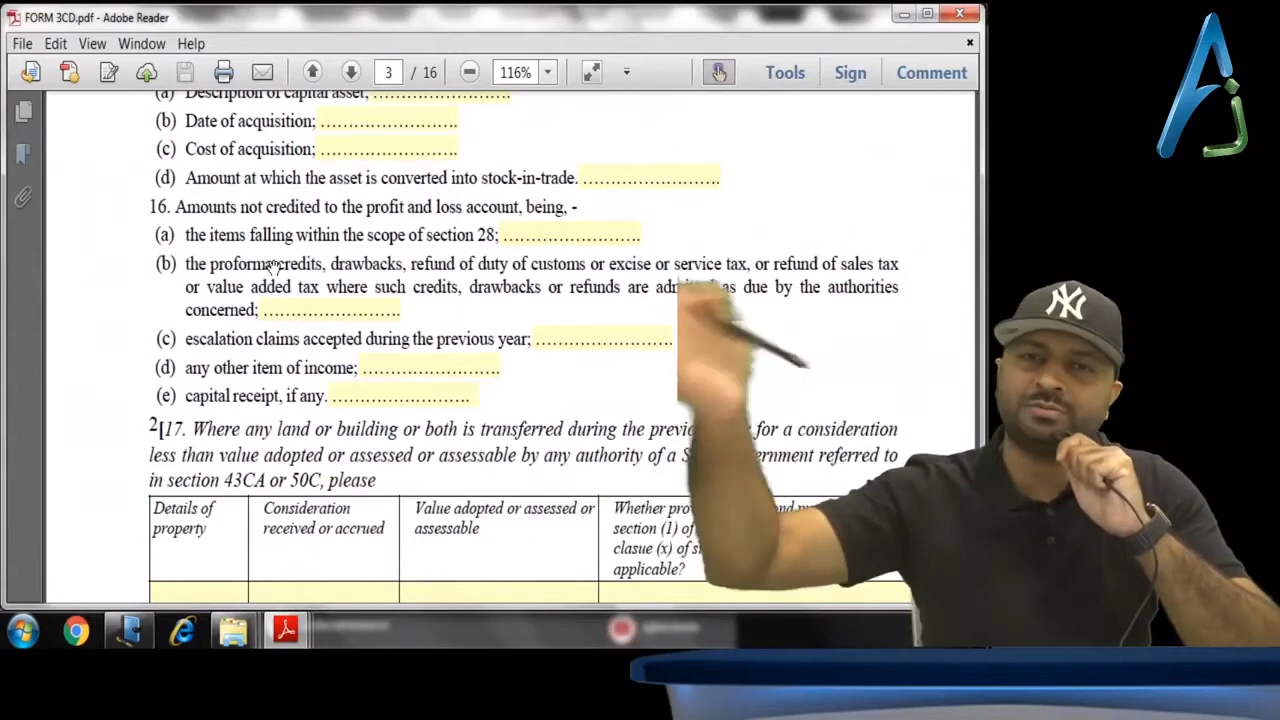 FORM 3CD.pdf - Adobe Reader
File Edit View Window Help
3 / 16 116% Tools Sign Comment
(a) Description of capital asset; ……………………
(b) Date of acquisition; ……………………
(c) Cost of acquisition; ……………………
(d) Amount at which the asset is converted into stock-in-trade. ……………………
16. Amounts not credited to the profit and loss account, being, -
(a) the items falling within the scope of section 28; ……………………
(b) the proforma credits, drawbacks, refund of duty of customs or excise or service tax, or refund of sales tax
or value added tax where such credits, drawbacks or refunds are as due by the authorities
concerned; ……………………
(c) escalation claims accepted during the previous year; ……………………
(d) any other item of income; ……………………
(e) capital receipt, if any. ……………………
2[17. Where any land or building or both is transferred during the for a consideration
less than value adopted or assessed or assessable by any authority of a referred to
in section 43CA or 50C, please
Details of property
Consideration received or accrued
Value adopted or assessed or assessable
Whether
section (1) of
clasue (x) of
applicable?
NY
AJ